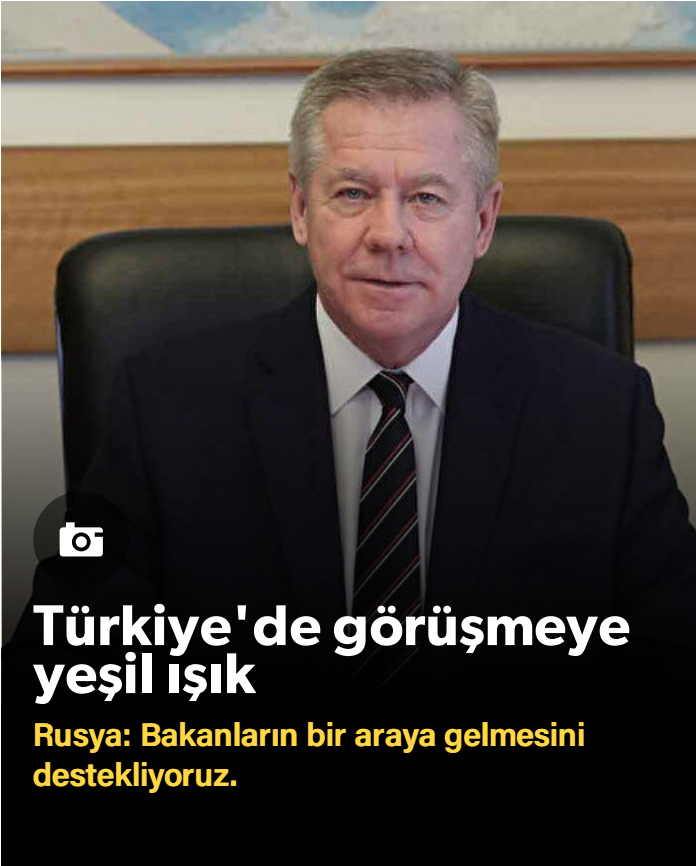 Türkiye'de görüşmeye
yeşil ışık
Rusya: Bakanların bir araya gelmesini
destekliyoruz.